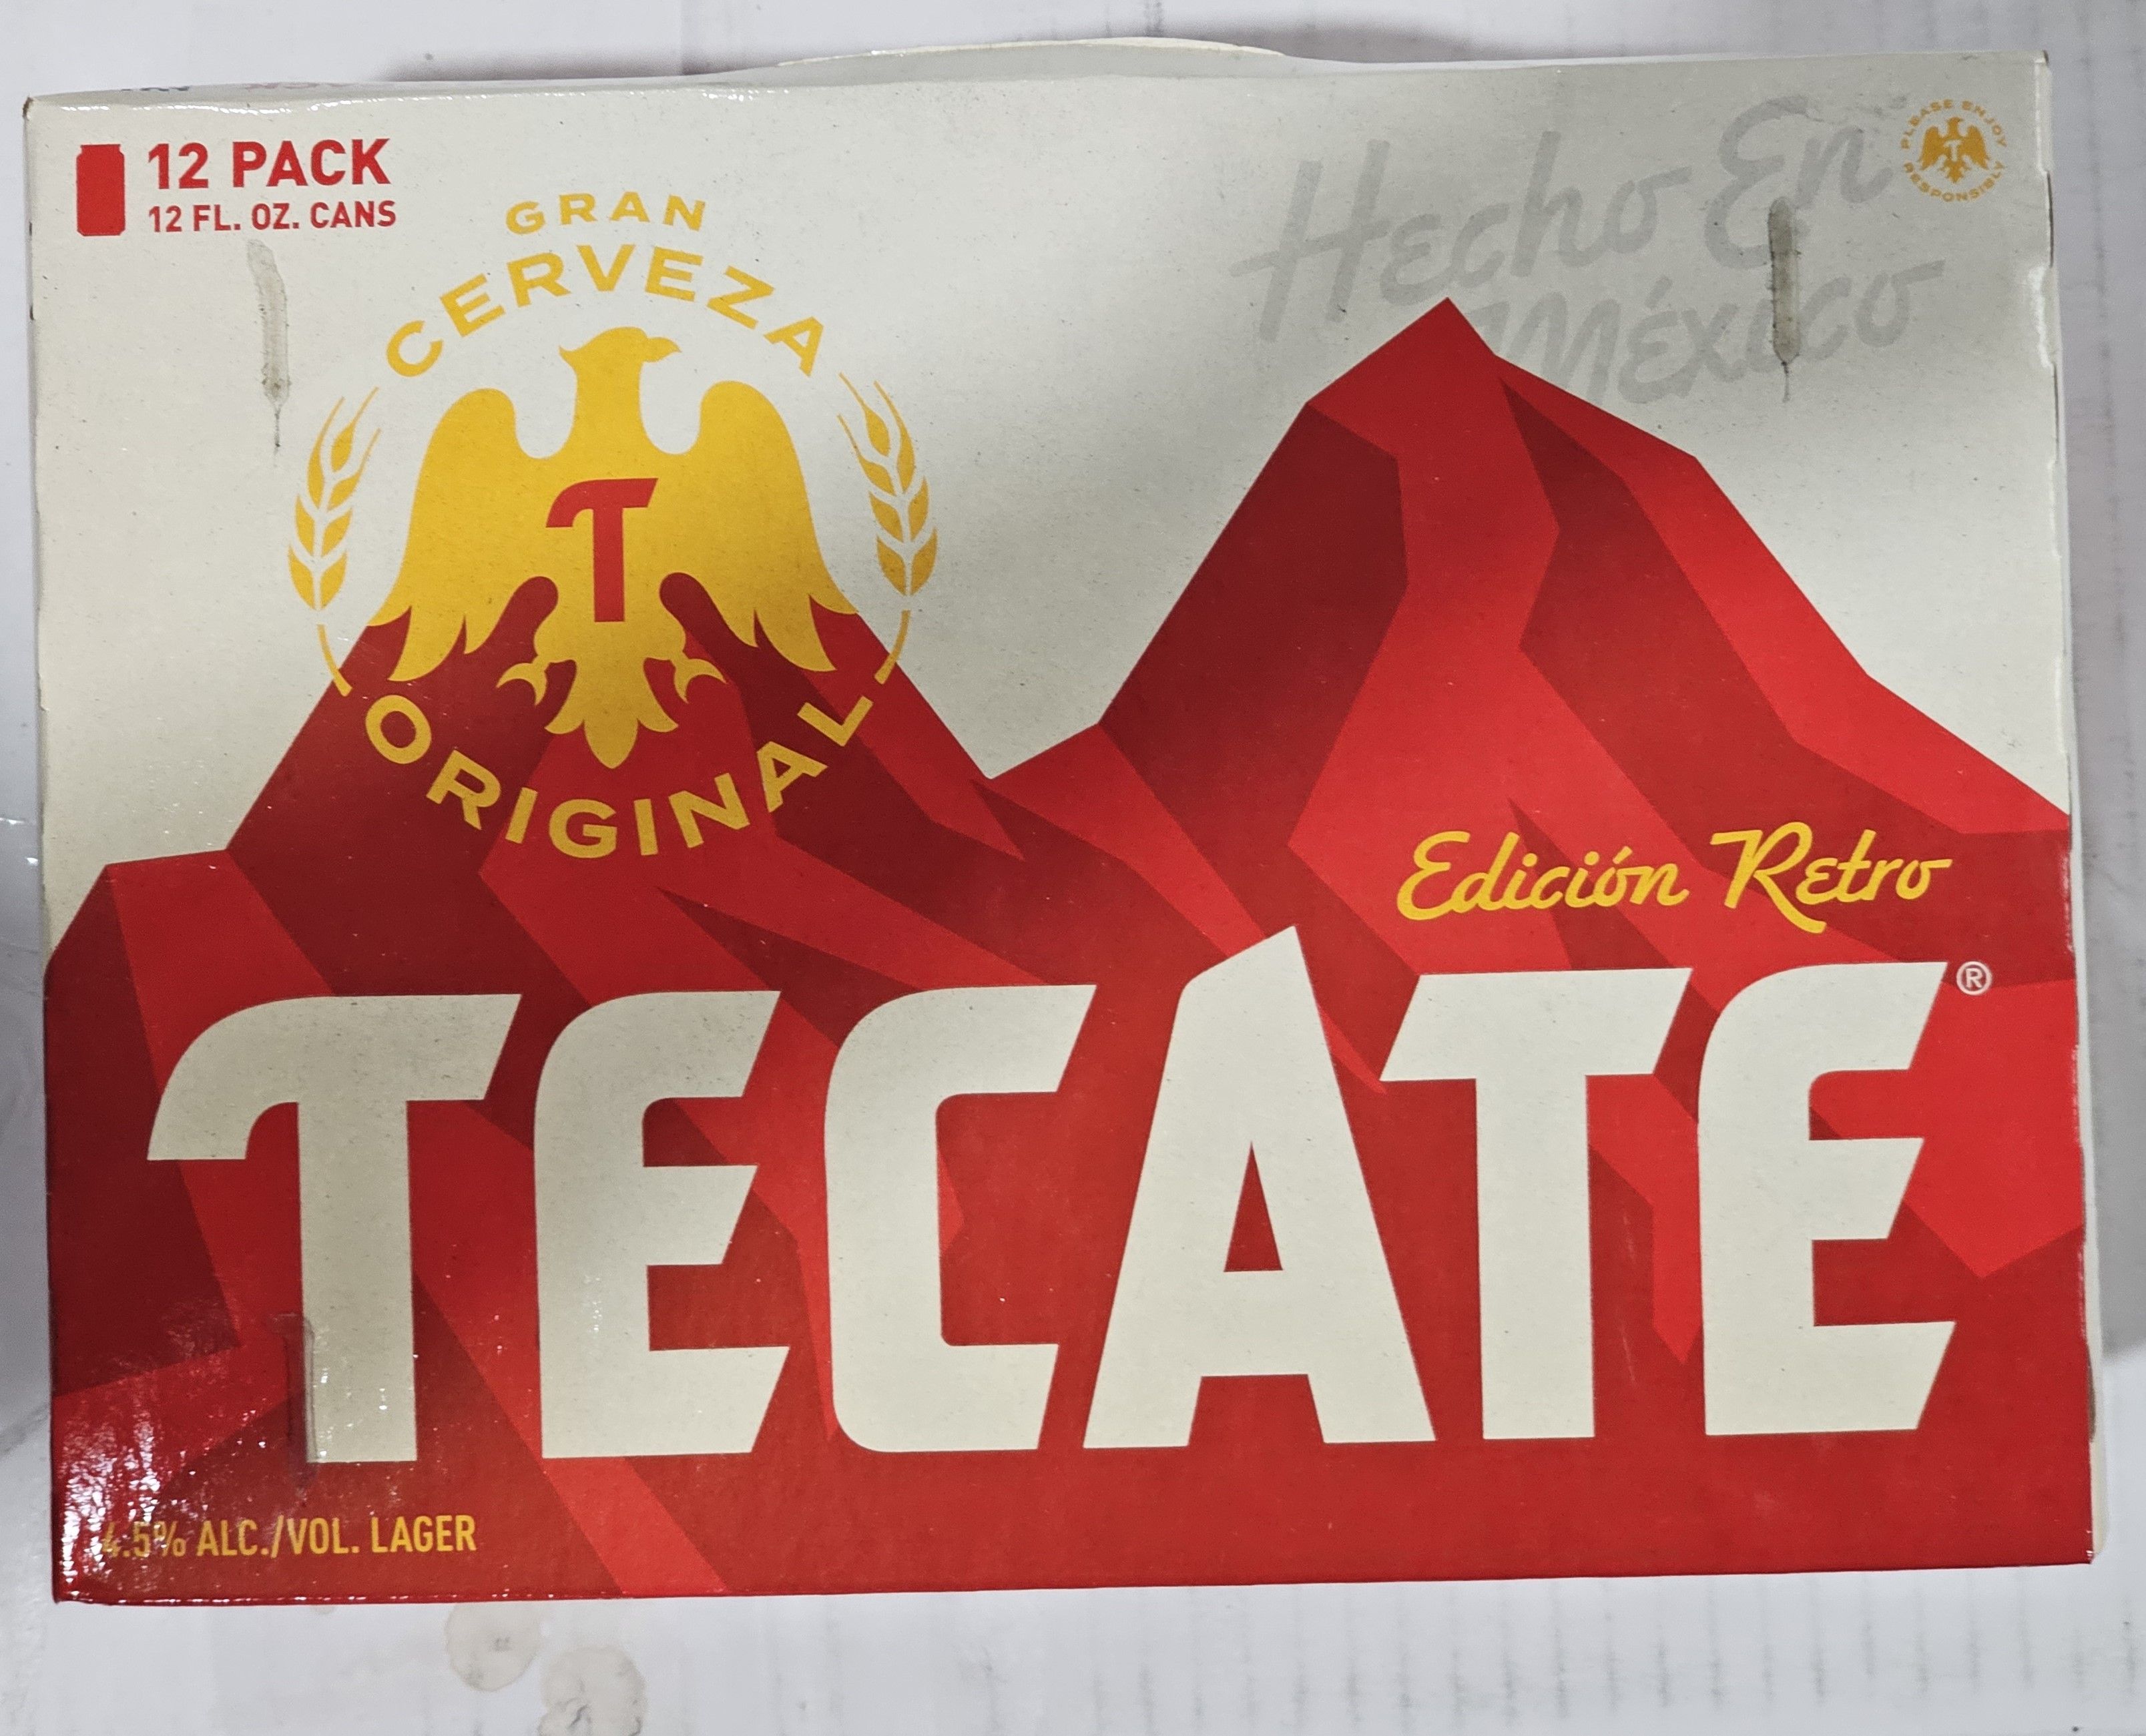 12 PACK
12 FL. OZ. CANS
GRAN
CERVEZA
T
ORIGINAL
Hecho En
México
PLEASE ENJOY
T
RESPONSIBLY
Edición Retro
TECATE®
4.5% ALC./VOL. LAGER